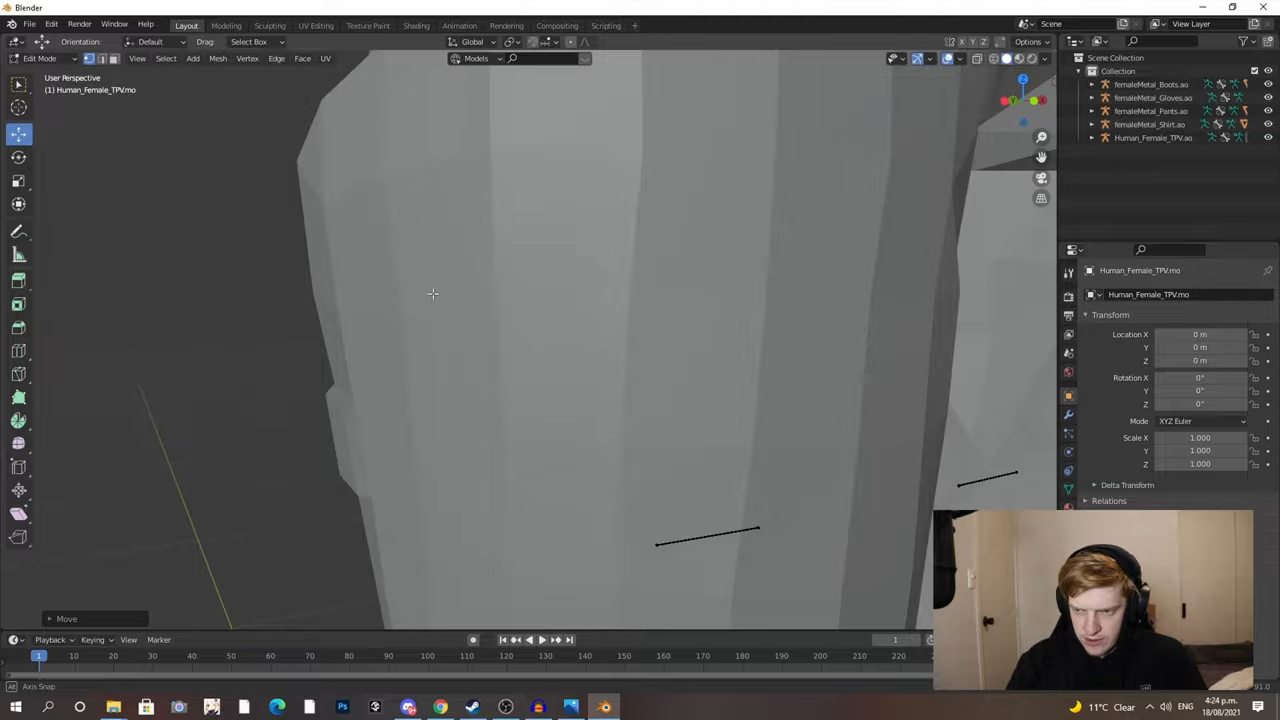 Blender
File Edit Render Window Help Layout Modeling Sculpting UV Editing Texture Paint Shading Animation Rendering Compositing Scripting + Scene View Layer
Orientation: Default Drag: Select Box Global X Y Z Options
Edit Mode View Select Add Mesh Vertex Edge Face UV Models
User Perspective
(1) Human_Female_TPV.mo
Scene Collection
Collection
femaleMetal_Boots.ao
femaleMetal_Gloves.ao
femaleMetal_Pants.ao
femaleMetal_Shirt.ao
Human_Female_TPV.ao
Z
Human_Female_TPV.mo
Human_Female_TPV.mo
Transform
Location X 0 m
Y 0 m
Z 0 m
Rotation X 0°
Y 0°
Z 0°
Mode XYZ Euler
Scale X 1.000
Y 1.000
Z 1.000
Delta Transform
Relations
Move
Playback Keying View Marker 1
1 10 20 30 40 50 60 70 80 90 100 110 120 130 140 150 160 170 180 190 200 210 220
Axis Snap 91.0
11°C Clear ENG 4:24 p.m.
18/08/2021